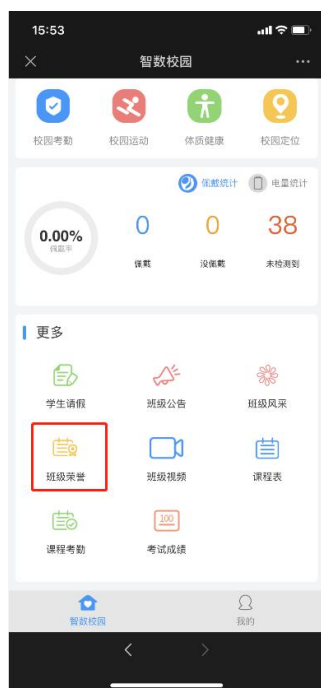 15:53
智数校园
校园考勤 校园运动 体质健康 校园定位
佩戴统计 电量统计
0.00%
佩戴率
0 0 38
佩戴 没佩戴 未检测到
更多
学生请假 班级公告 班级风采
班级荣誉 班级视频 课程表
100
课程考勤 考试成绩
智数校园 我的